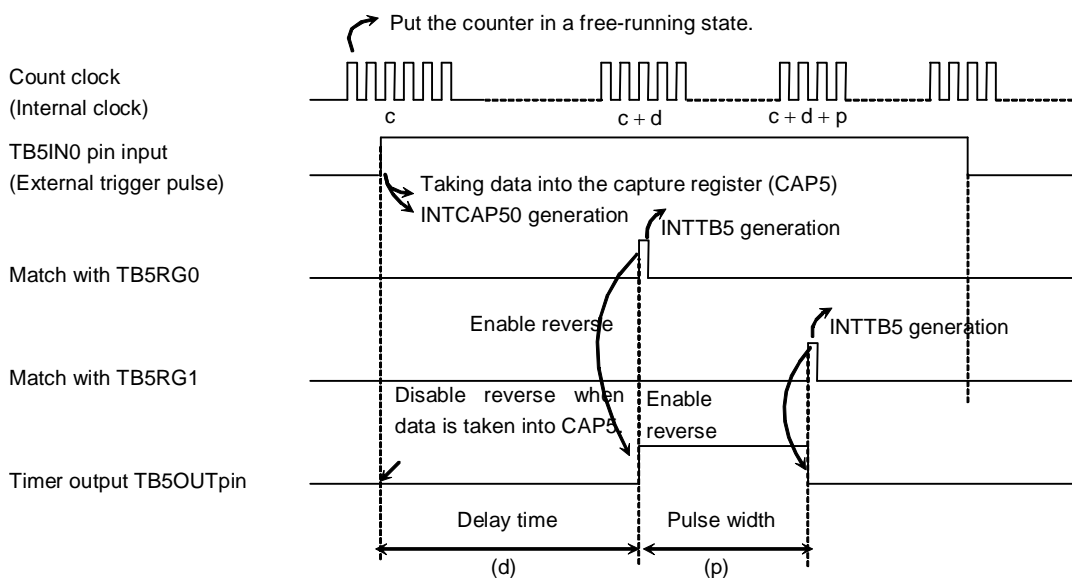 Put the counter in a free-running state.
Count clock
(Internal clock)
c
c + d
c + d + p
TB5IN0 pin input
(External trigger pulse)
Taking data into the capture register (CAP5)
INTCAP50 generation
INTTB5 generation
Match with TB5RG0
Enable reverse
INTTB5 generation
Match with TB5RG1
Disable reverse when
data is taken into CAP5.
Enable
reverse
Timer output TB5OUTpin
Delay time
Pulse width
(d)
(p)